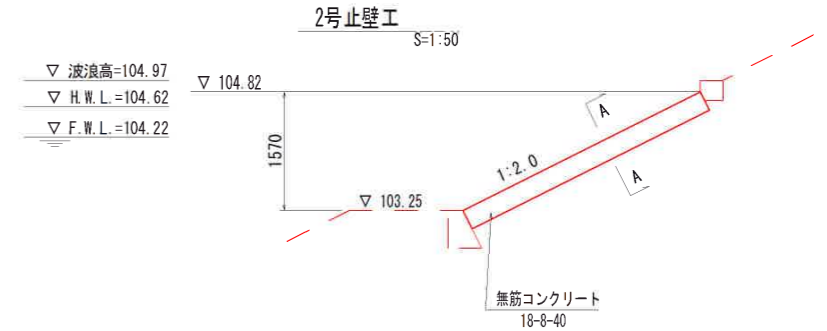 2号止壁工
S=1:50
▽ 波浪高=104.97
▽ H.W.L.=104.62
▽ F.W.L.=104.22
▽ 104.82
1570
▽ 103.25
1:2.0
A
A
無筋コンクリート
18-8-40